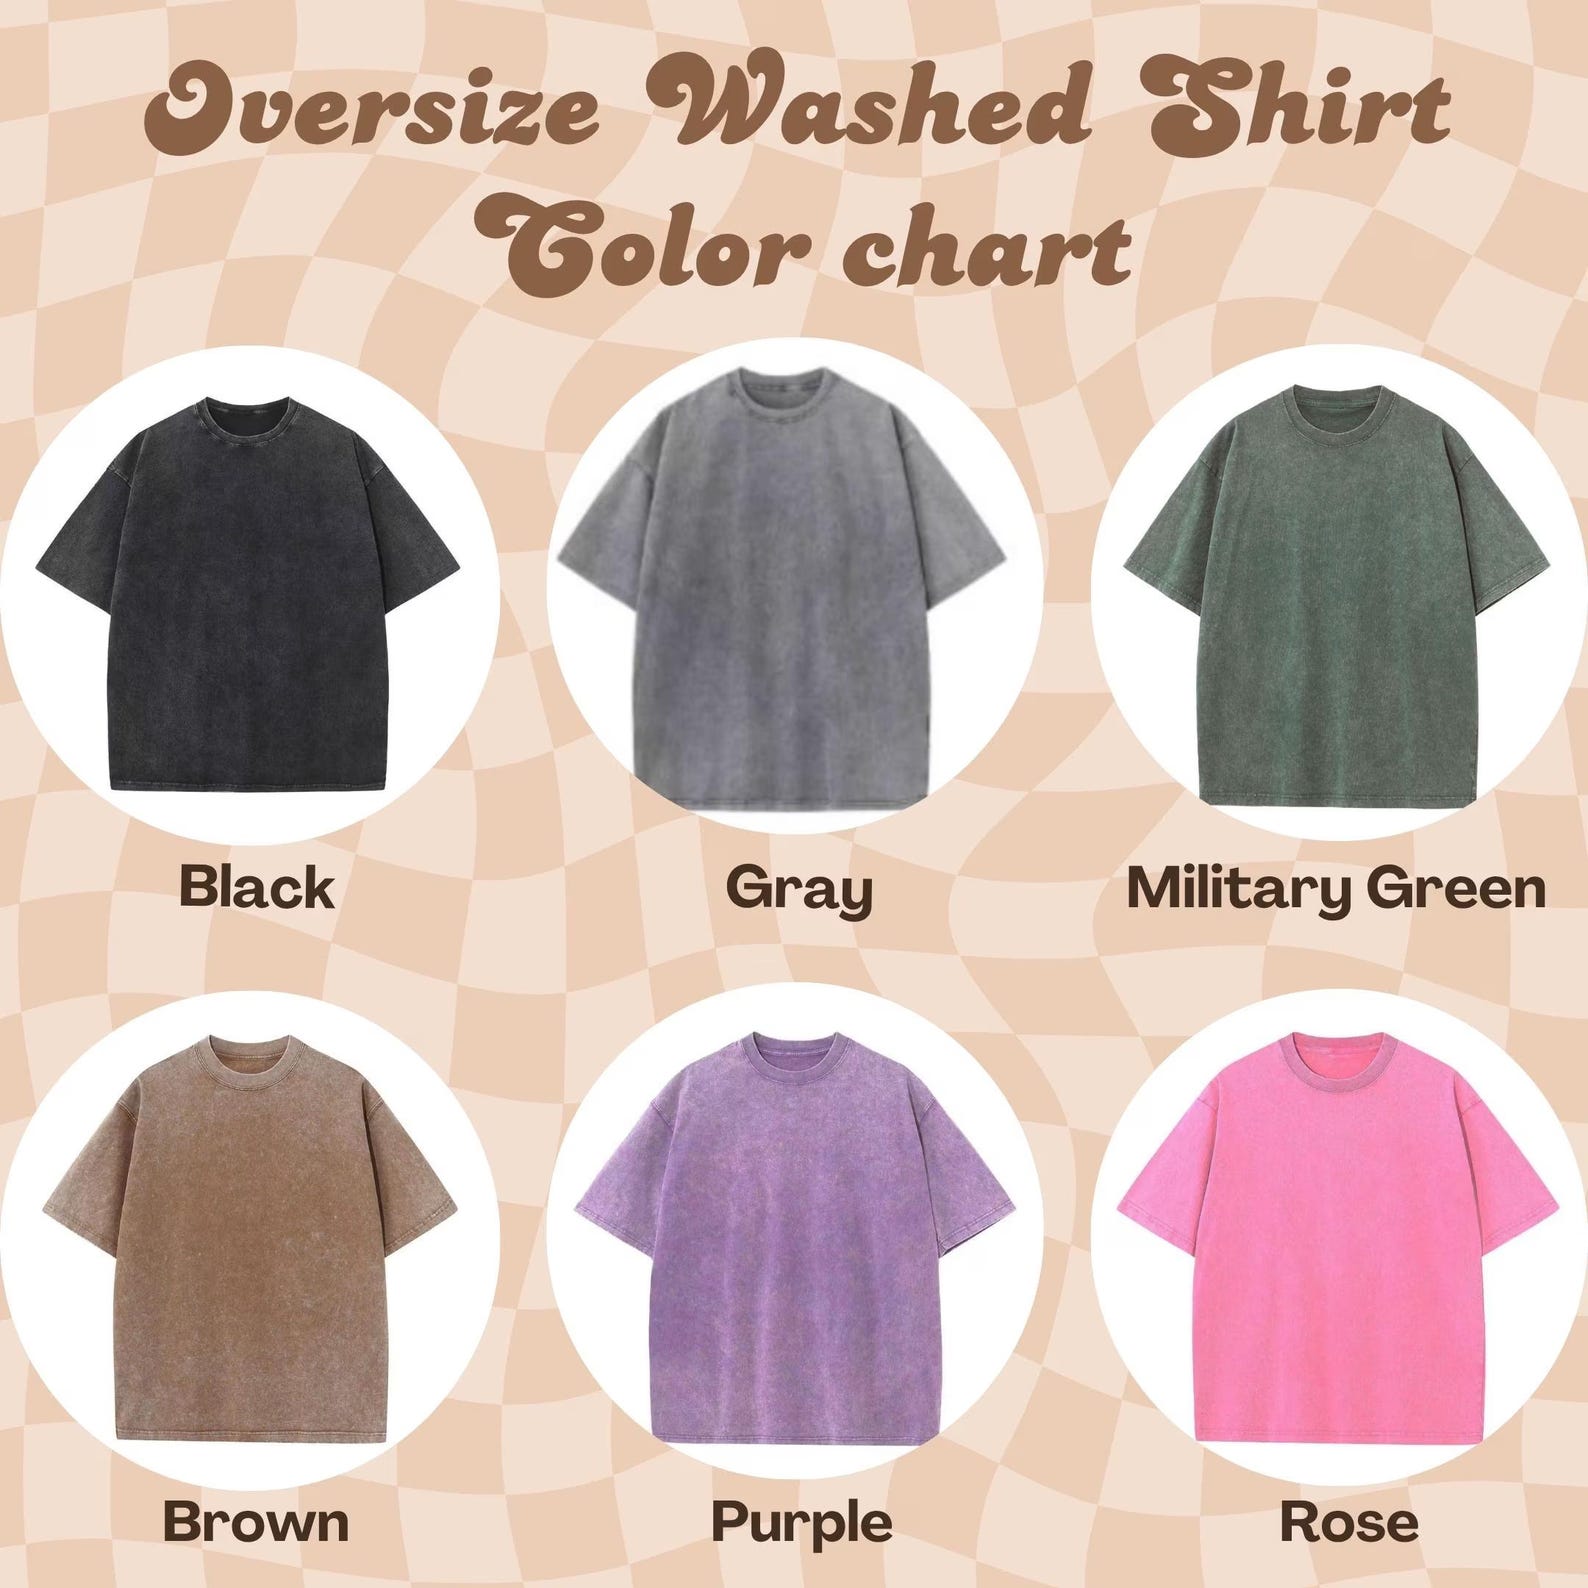 Oversize Washed Shirt
Color chart
Black
Gray
Military Green
Brown
Purple
Rose